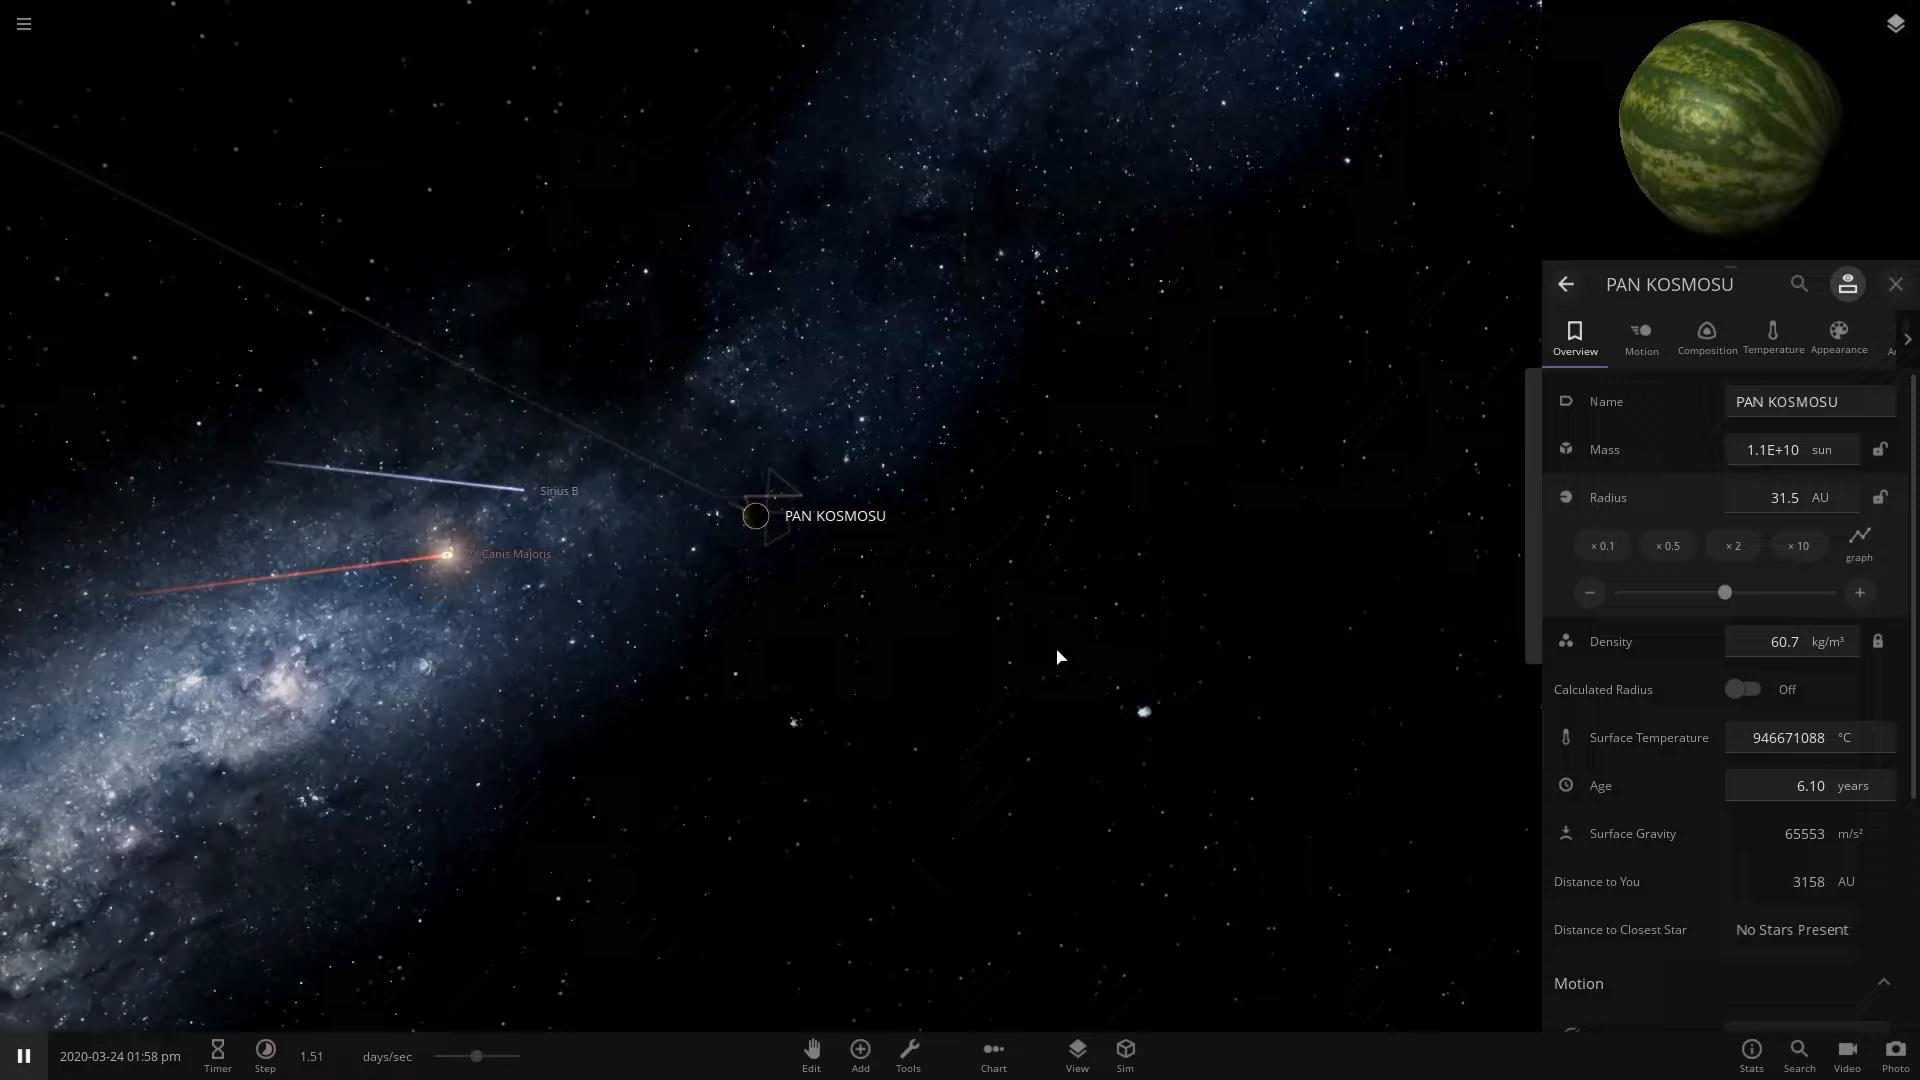 PAN KOSMOSU
Overview
Motion
Composition
Temperature
Appearance
Name PAN KOSMOSU
Mass 1.1E+10 sun
Radius 31.5 AU
× 0.1 × 0.5 × 2 × 10 graph
Density 60.7 kg/m³
Calculated Radius Off
Surface Temperature 946671088 °C
Age 6.10 years
Surface Gravity 65553 m/s²
Distance to You 3158 AU
Distance to Closest Star No Stars Present
Motion
Sirius B
PAN KOSMOSU
VY Canis Majoris
2020-03-24 01:58 pm
Timer
Step
1.51 days/sec
Edit
Add
Tools
Chart
View
Sim
Stats
Search
Video
Photo